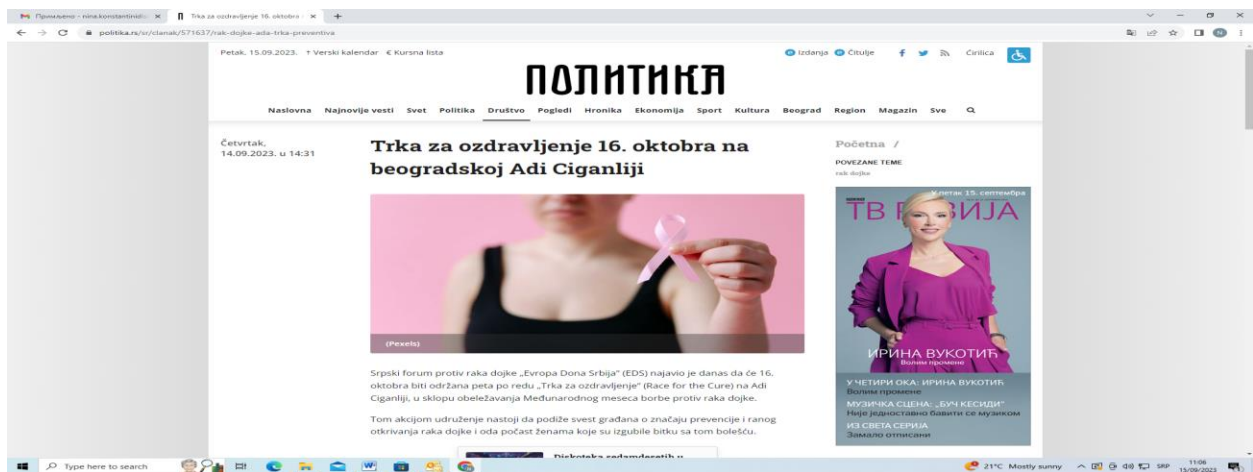 Примљено - nina.konstantinidi
Trka za ozdravljenje 16. oktobra
politika.rs/sr/clanak/571637/rak-dojke-ada-trka-preventiva
Petak, 15.09.2023. † Verski kalendar € Kursna lista
Izdanja Čitulje Ćirilica
ПОЛИТИКА
Naslovna Najnovije vesti Svet Politika Društvo Pogledi Hronika Ekonomija Sport Kultura Beograd Region Magazin Sve
Četvrtak,
14.09.2023. u 14:31
Trka za ozdravljenje 16. oktobra na
beogradskoj Adi Ciganliji
(Pexels)
Srpski forum protiv raka dojke „Evropa Dona Srbija” (EDS) najavio je danas da će 16.
oktobra biti održana peta po redu „Trka za ozdravljenje” (Race for the Cure) na Adi
Ciganliji, u sklopu obeležavanja Međunarodnog meseca borbe protiv raka dojke.
Tom akcijom udruženje nastoji da podiže svest građana o značaju prevencije i ranog
otkrivanja raka dojke i oda počast ženama koje su izgubile bitku sa tom bolešću.
Diskoteka sedamdesetih u
Početna /
POVEZANE TEME
rak dojke
У петак 15. септембра
ТВ РЕВИЈА
ИРИНА ВУКОТИЋ
Волим промене
У ЧЕТИРИ ОКА: ИРИНА ВУКОТИЋ
Волим промене
МУЗИЧКА СЦЕНА: „БУЧ КЕСИДИ”
Није једноставно бавити се музиком
ИЗ СВЕТА СЕРИЈА
Замало отписани
Type here to search
21°C Mostly sunny
SRP
11:06
15/09/2023